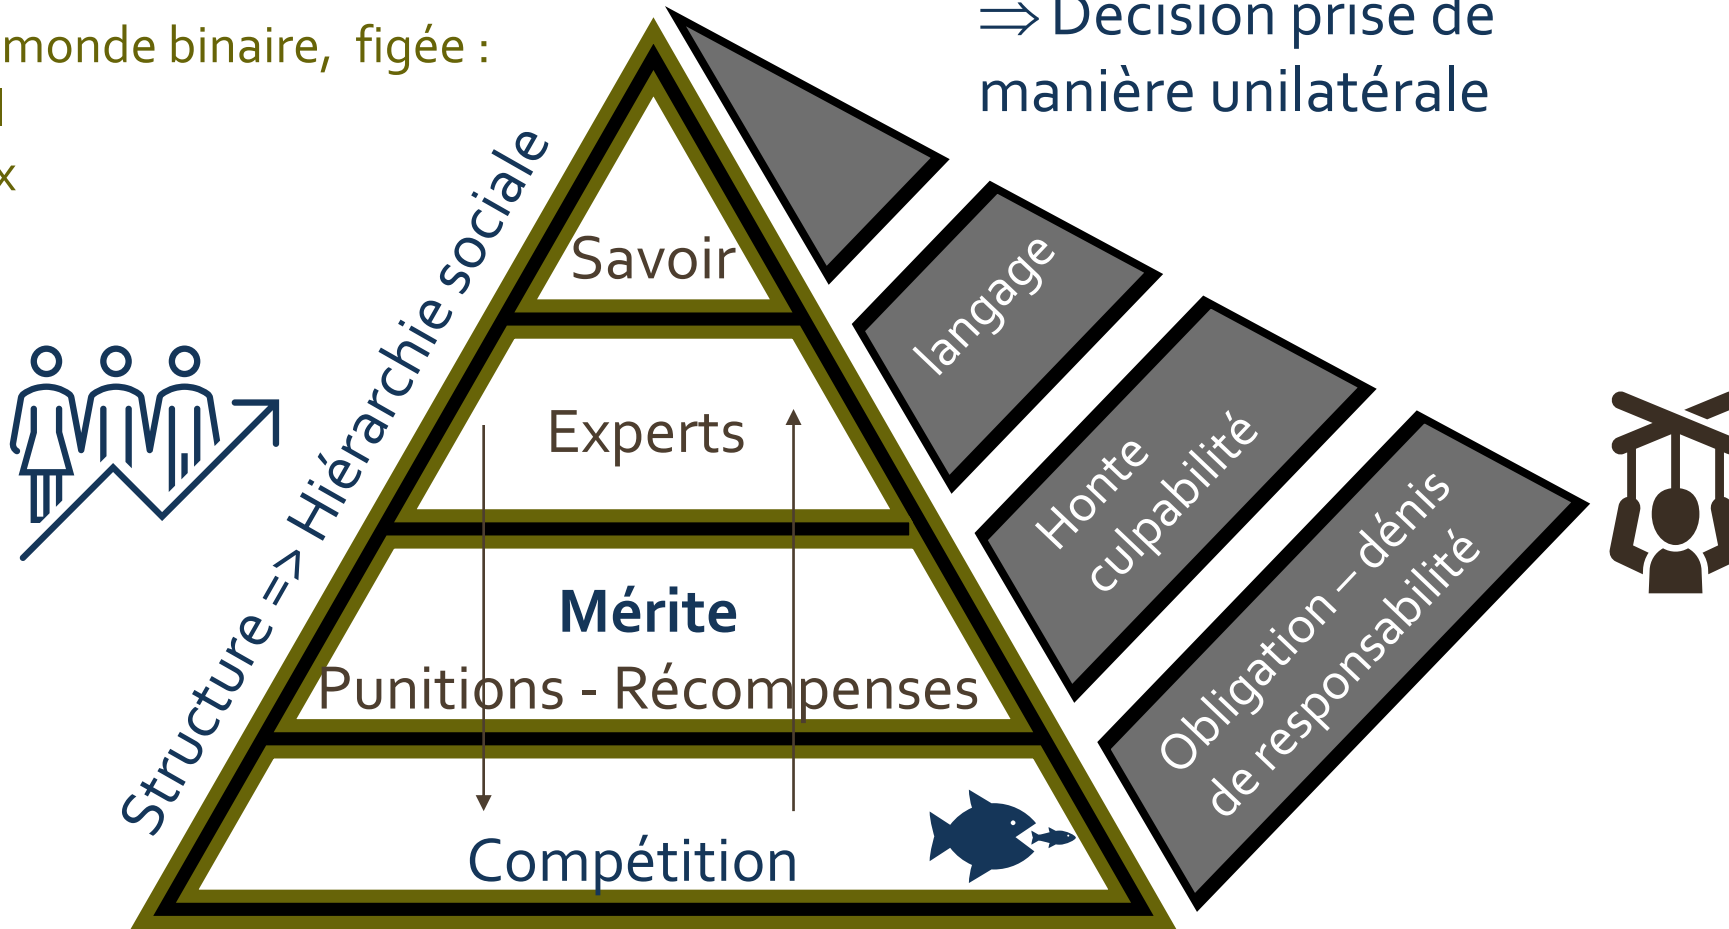 monde binaire, figée :
x
⇒ Décision prise de
manière unilatérale
Structure => Hiérarchie sociale
Savoir
Experts
Mérite
Punitions - Récompenses
Compétition
langage
Honte
culpabilité
Obligation – dénis
de responsabilité